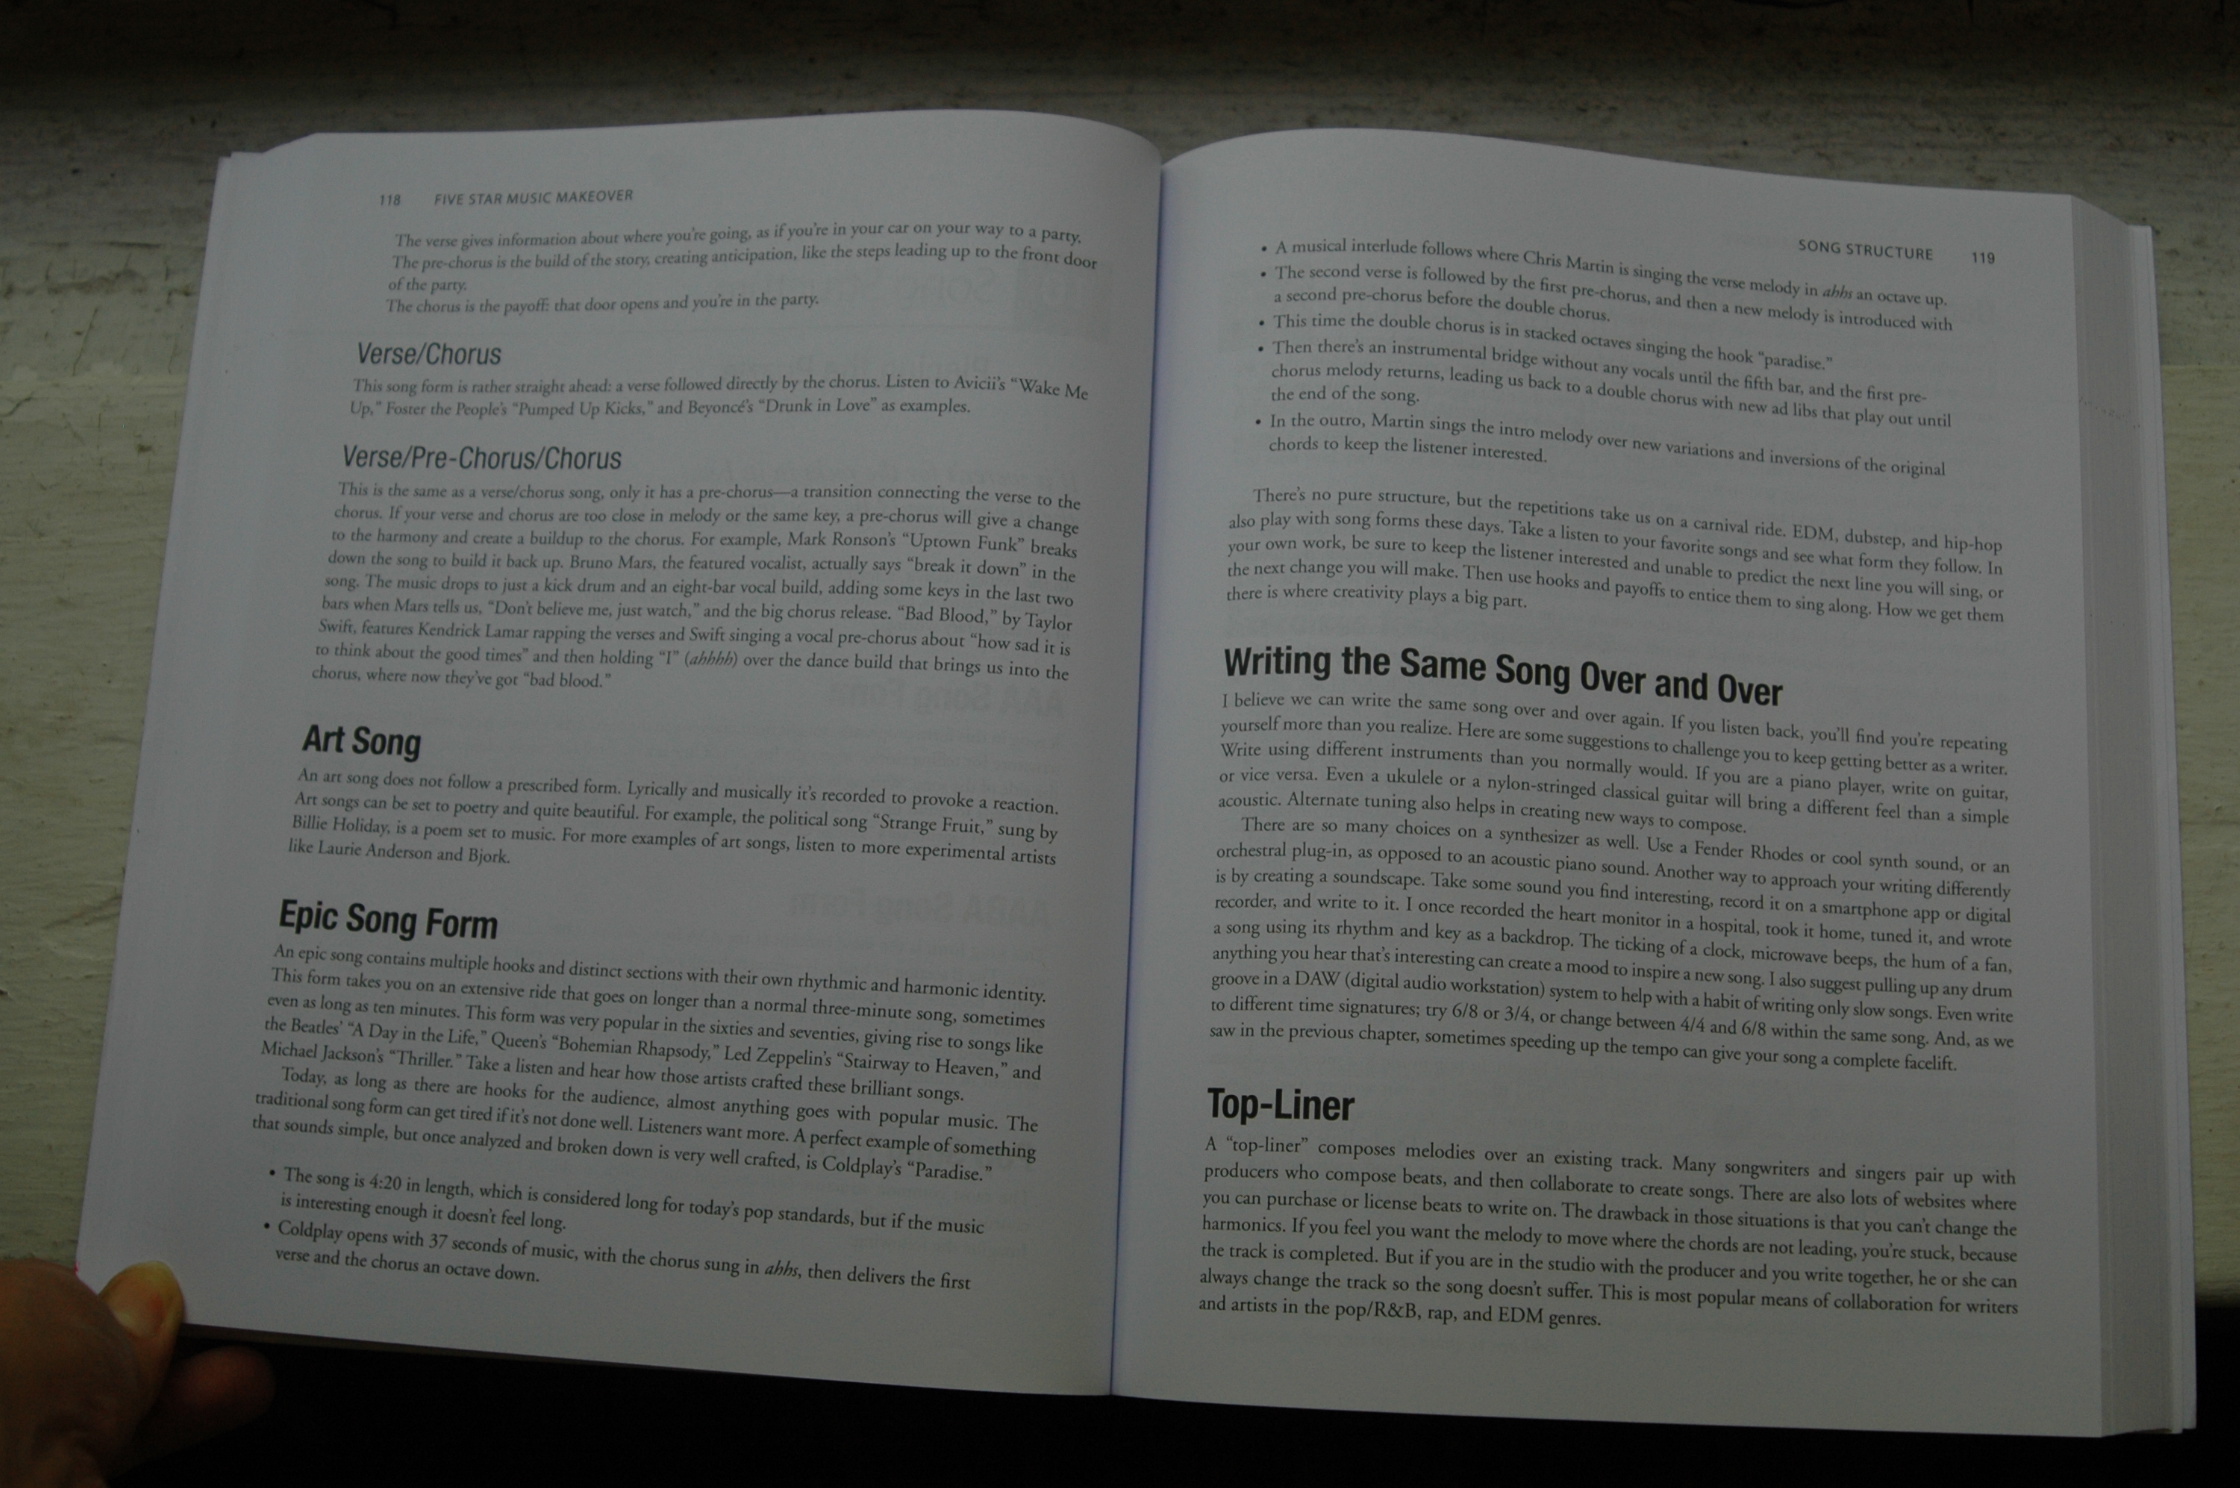 118 FIVE STAR MUSIC MAKEOVER
The verse gives information about where you're going, as if you're in your car on your way to a party.
The pre-chorus is the build of the story, creating anticipation, like the steps leading up to the front door
of the party.
The chorus is the payoff: that door opens and you're in the party.
Verse/Chorus
This song form is rather straight ahead: a verse followed directly by the chorus. Listen to Avicii's “Wake Me
Up,” Foster the People's “Pumped Up Kicks,” and Beyoncé's “Drunk in Love” as examples.
Verse/Pre-Chorus/Chorus
This is the same as a verse/chorus song, only it has a pre-chorus—a transition connecting the verse to the
chorus. If your verse and chorus are too close in melody or the same key, a pre-chorus will give a change
to the harmony and create a buildup to the chorus. For example, Mark Ronson's “Uptown Funk” breaks
down the song to build it back up. Bruno Mars, the featured vocalist, actually says “break it down” in the
song. The music drops to just a kick drum and an eight-bar vocal build, adding some keys in the last two
bars when Mars tells us, “Don't believe me, just watch,” and the big chorus release. “Bad Blood,” by Taylor
Swift, features Kendrick Lamar rapping the verses and Swift singing a vocal pre-chorus about “how sad it is
to think about the good times” and then holding “I” (ahhhh) over the dance build that brings us into the
chorus, where now they've got “bad blood.”
Art Song
An art song does not follow a prescribed form. Lyrically and musically it's recorded to provoke a reaction.
Art songs can be set to poetry and quite beautiful. For example, the political song “Strange Fruit,” sung by
Billie Holiday, is a poem set to music. For more examples of art songs, listen to more experimental artists
like Laurie Anderson and Bjork.
Epic Song Form
An epic song contains multiple hooks and distinct sections with their own rhythmic and harmonic identity.
This form takes you on an extensive ride that goes on longer than a normal three-minute song, sometimes
even as long as ten minutes. This form was very popular in the sixties and seventies, giving rise to songs like
the Beatles' “A Day in the Life,” Queen's “Bohemian Rhapsody,” Led Zeppelin's “Stairway to Heaven,” and
Michael Jackson's “Thriller.” Take a listen and hear how those artists crafted these brilliant songs.
Today, as long as there are hooks for the audience, almost anything goes with popular music. The
traditional song form can get tired if it's not done well. Listeners want more. A perfect example of something
that sounds simple, but once analyzed and broken down is very well crafted, is Coldplay's “Paradise.”
• The song is 4:20 in length, which is considered long for today's pop standards, but if the music
is interesting enough it doesn't feel long.
• Coldplay opens with 37 seconds of music, with the chorus sung in ahhs, then delivers the first
verse and the chorus an octave down.
SONG STRUCTURE 119
• A musical interlude follows where Chris Martin is singing the verse melody in ahhs an octave up.
• The second verse is followed by the first pre-chorus, and then a new melody is introduced with
a second pre-chorus before the double chorus.
• This time the double chorus is in stacked octaves singing the hook “paradise.”
• Then there's an instrumental bridge without any vocals until the fifth bar, and the first pre-
chorus melody returns, leading us back to a double chorus with new ad libs that play out until
the end of the song.
• In the outro, Martin sings the intro melody over new variations and inversions of the original
chords to keep the listener interested.
There's no pure structure, but the repetitions take us on a carnival ride. EDM, dubstep, and hip-hop
also play with song forms these days. Take a listen to your favorite songs and see what form they follow. In
your own work, be sure to keep the listener interested and unable to predict the next line you will sing, or
the next change you will make. Then use hooks and payoffs to entice them to sing along. How we get them
there is where creativity plays a big part.
Writing the Same Song Over and Over
I believe we can write the same song over and over again. If you listen back, you'll find you're repeating
yourself more than you realize. Here are some suggestions to challenge you to keep getting better as a writer.
Write using different instruments than you normally would. If you are a piano player, write on guitar,
or vice versa. Even a ukulele or a nylon-stringed classical guitar will bring a different feel than a simple
acoustic. Alternate tuning also helps in creating new ways to compose.
There are so many choices on a synthesizer as well. Use a Fender Rhodes or cool synth sound, or an
orchestral plug-in, as opposed to an acoustic piano sound. Another way to approach your writing differently
is by creating a soundscape. Take some sound you find interesting, record it on a smartphone app or digital
recorder, and write to it. I once recorded the heart monitor in a hospital, took it home, tuned it, and wrote
a song using its rhythm and key as a backdrop. The ticking of a clock, microwave beeps, the hum of a fan,
anything you hear that's interesting can create a mood to inspire a new song. I also suggest pulling up any drum
groove in a DAW (digital audio workstation) system to help with a habit of writing only slow songs. Even write
to different time signatures; try 6/8 or 3/4, or change between 4/4 and 6/8 within the same song. And, as we
saw in the previous chapter, sometimes speeding up the tempo can give your song a complete facelift.
Top-Liner
A “top-liner” composes melodies over an existing track. Many songwriters and singers pair up with
producers who compose beats, and then collaborate to create songs. There are also lots of websites where
you can purchase or license beats to write on. The drawback in those situations is that you can't change the
harmonics. If you feel you want the melody to move where the chords are not leading, you're stuck, because
the track is completed. But if you are in the studio with the producer and you write together, he or she can
always change the track so the song doesn't suffer. This is most popular means of collaboration for writers
and artists in the pop/R&B, rap, and EDM genres.